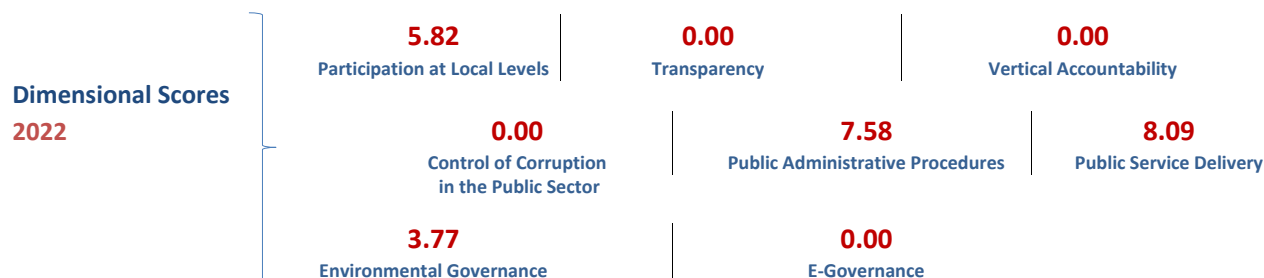 5.82
0.00
0.00
Participation at Local Levels
Transparency
Vertical Accountability
Dimensional Scores
2022
0.00
7.58
8.09
Control of Corruption
in the Public Sector
Public Administrative Procedures
Public Service Delivery
3.77
0.00
Environmental Governance
E-Governance